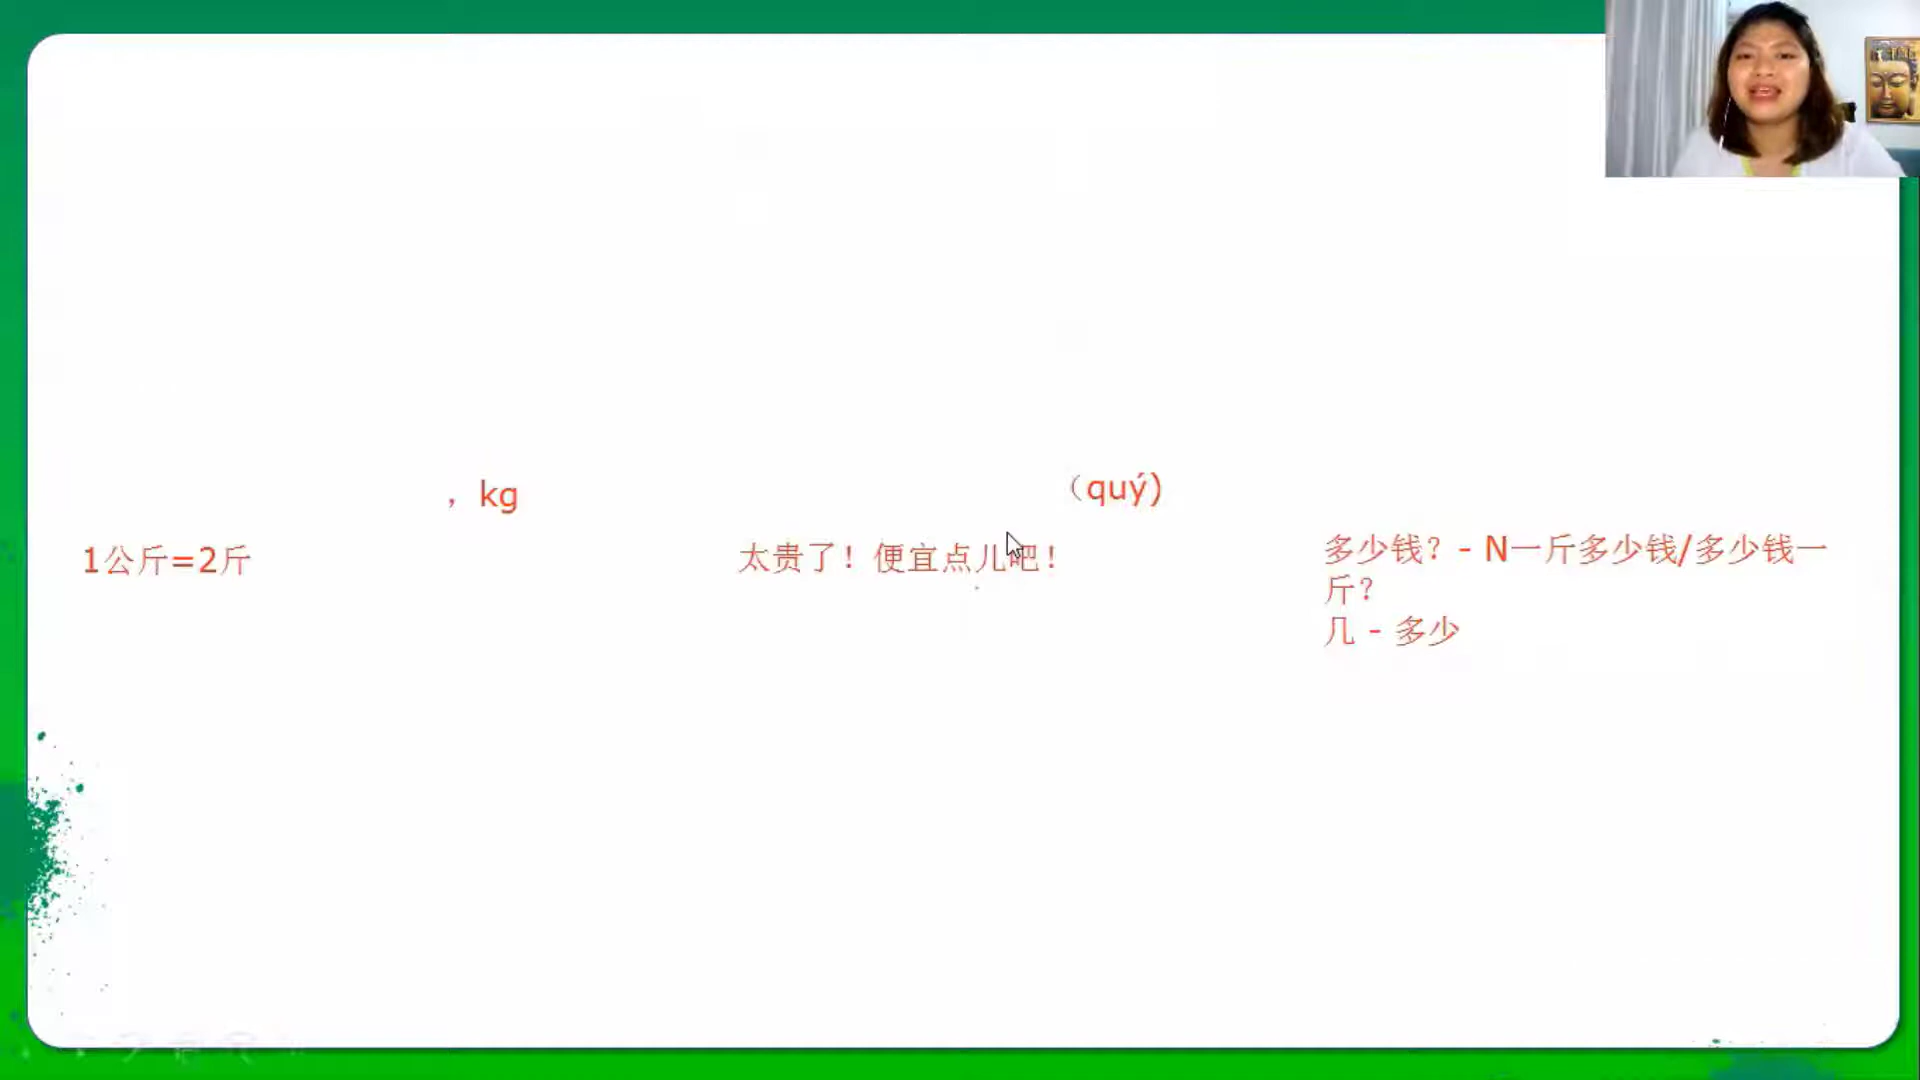 ，kg
（quý)
1公斤=2斤
太贵了！便宜点儿吧！
多少钱？- N一斤多少钱/多少钱一
斤？
几 - 多少